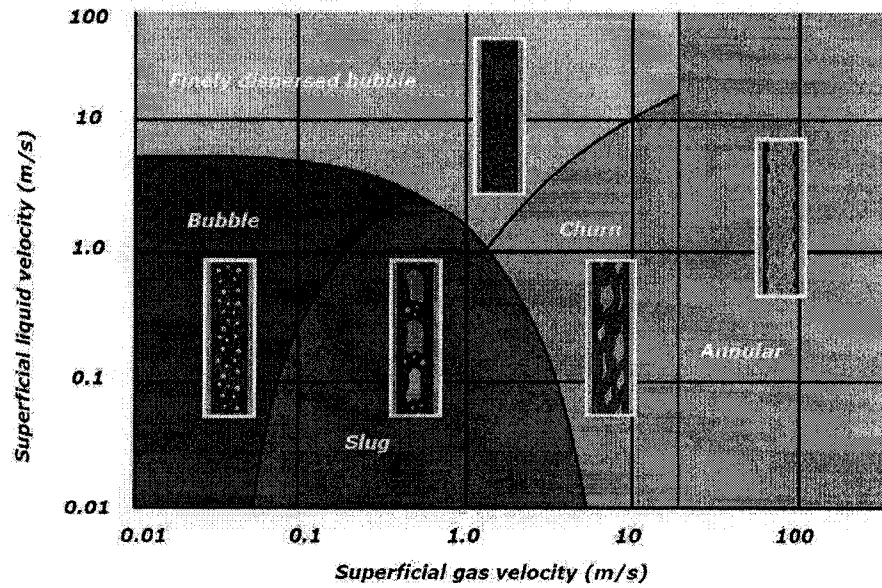 100
Finely dispersed bubble
10
Bubble
Churn
1.0
Annular
0.1
Slug
0.01
0.01
0.1
1.0
10
100
Superficial liquid velocity (m/s)
Superficial gas velocity (m/s)